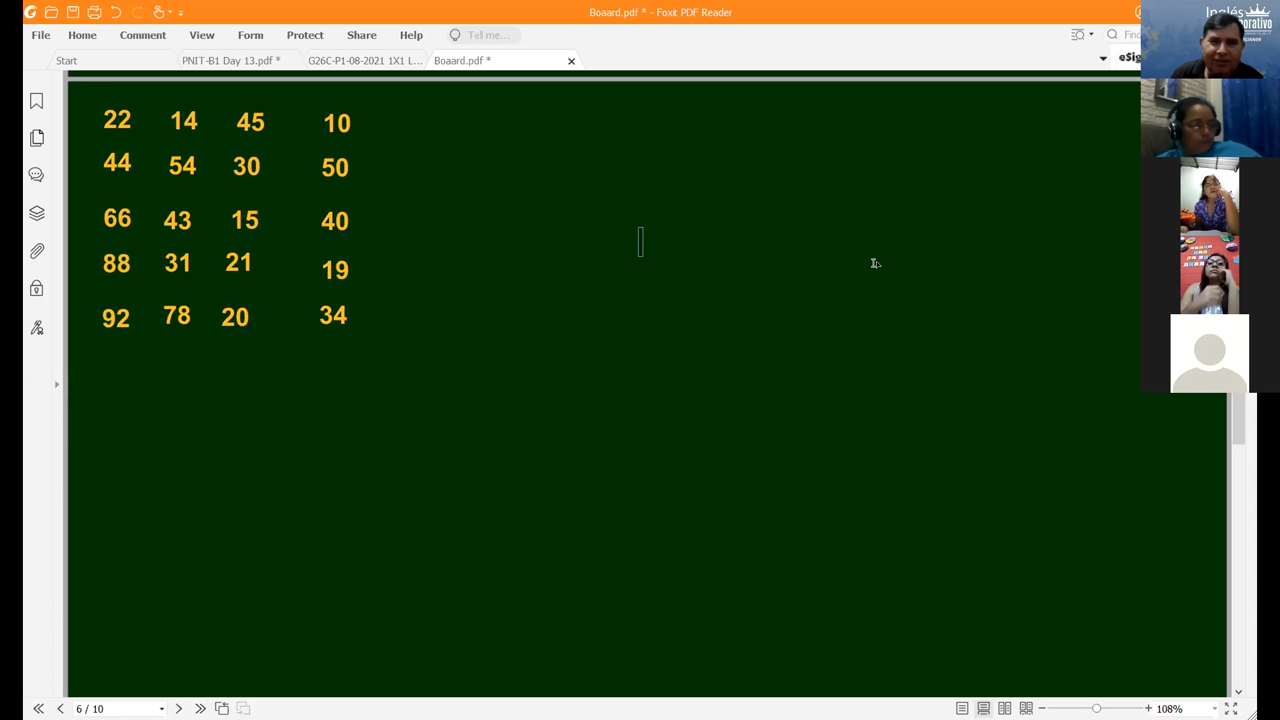 Boaard.pdf * - Foxit PDF Reader
Inglés
File Home Comment View Form Protect Share Help Tell me...
Start PNIT-B1 Day 13.pdf * G26C-P1-08-2021 1X1 L... Boaard.pdf *
22 14 45 10
44 54 30 50
66 43 15 40
88 31 21 19
92 78 20 34
6 / 10
108%